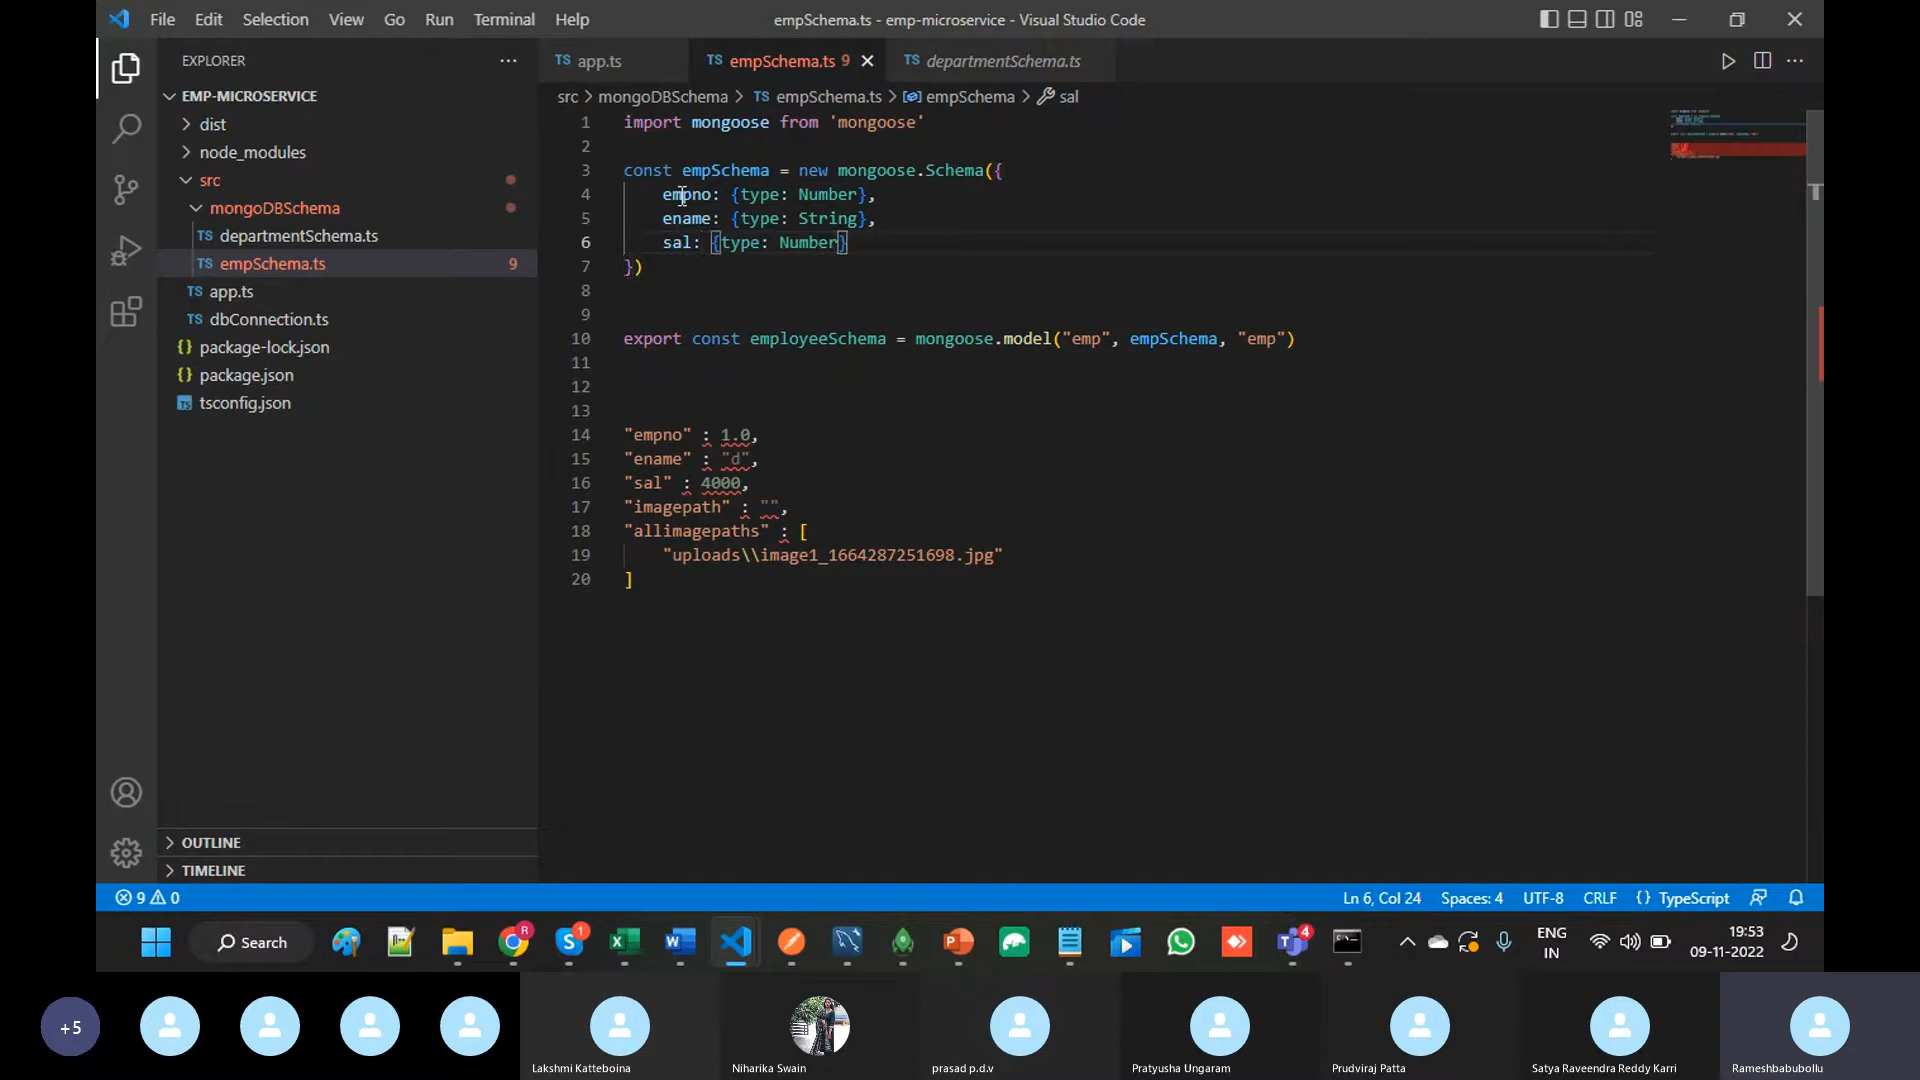 File Edit Selection View Go Run Terminal Help
empSchema.ts - emp-microservice - Visual Studio Code
EXPLORER
EMP-MICROSERVICE
dist
node_modules
src
mongoDBSchema
TS departmentSchema.ts
TS empSchema.ts 9
TS app.ts
TS dbConnection.ts
{} package-lock.json
{} package.json
TS tsconfig.json
OUTLINE
TIMELINE
TS app.ts
TS empSchema.ts 9
TS departmentSchema.ts
src > mongoDBSchema > TS empSchema.ts > empSchema > sal
1 import mongoose from 'mongoose'
2
3 const empSchema = new mongoose.Schema({
4 empno: {type: Number},
5 ename: {type: String},
6 sal: {type: Number}
7 })
8
9
10 export const employeeSchema = mongoose.model("emp", empSchema, "emp")
11
12
13
14 "empno" : 1.0,
15 "ename" : "d",
16 "sal" : 4000,
17 "imagepath" : "",
18 "allimagepaths" : [
19 "uploads\\image1_1664287251698.jpg"
20 ]
9 0
Ln 6, Col 24 Spaces: 4 UTF-8 CRLF {} TypeScript
Search
R
1
4
ENG
IN
19:53
09-11-2022
+5
Lakshmi Katteboina
Niharika Swain
prasad p.d.v
Pratyusha Ungaram
Prudviraj Patta
Satya Raveendra Reddy Karri
Rameshbabubollu